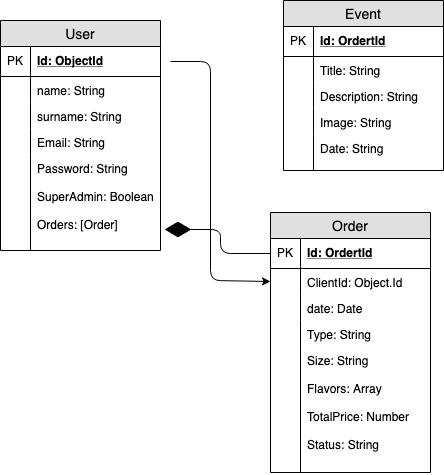 User
PK Id: ObjectId
name: String
surname: String
Email: String
Password: String
SuperAdmin: Boolean
Orders: [Order]
Event
PK Id: OrdertId
Title: String
Description: String
Image: String
Date: String
Order
PK Id: OrdertId
ClientId: Object.Id
date: Date
Type: String
Size: String
Flavors: Array
TotalPrice: Number
Status: String